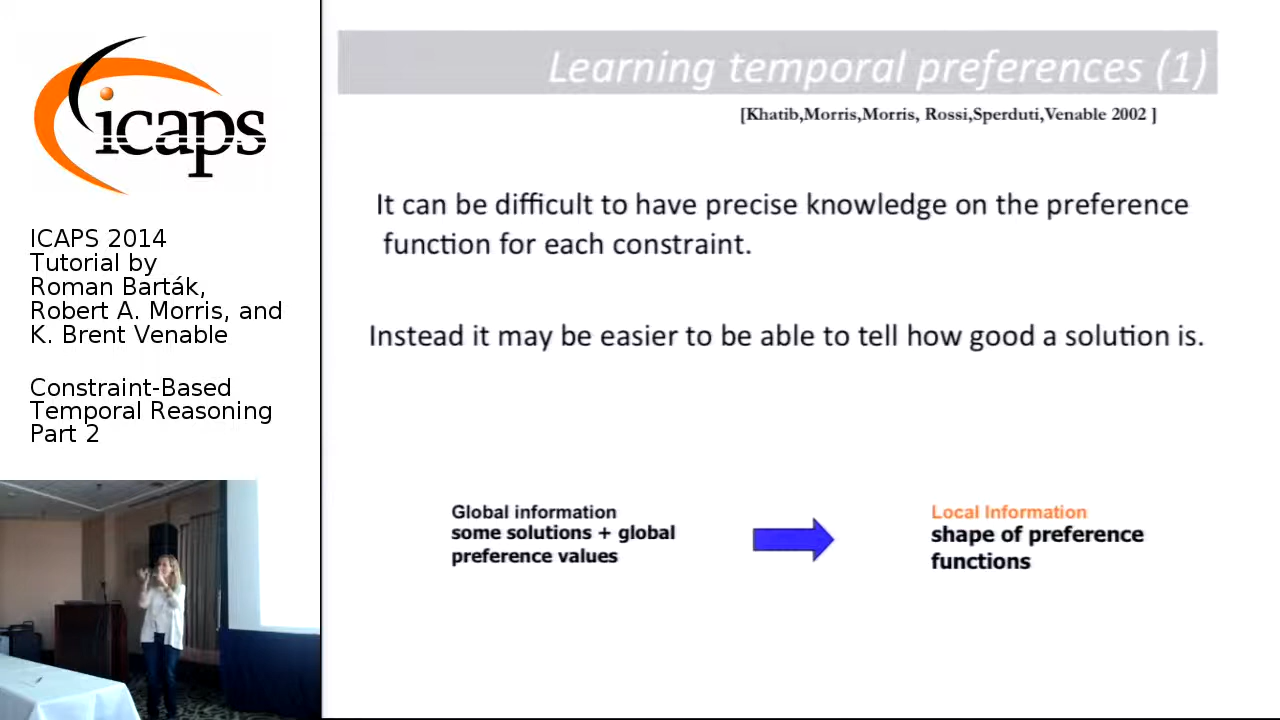 icaps
ICAPS 2014
Tutorial by
Roman Barták,
Robert A. Morris, and
K. Brent Venable
Constraint-Based
Temporal Reasoning
Part 2
Learning temporal preferences (1)
[Khatib,Morris,Morris, Rossi,Sperduti,Venable 2002 ]
It can be difficult to have precise knowledge on the preference
function for each constraint.
Instead it may be easier to be able to tell how good a solution is.
Global information
some solutions + global
preference values
Local Information
shape of preference
functions